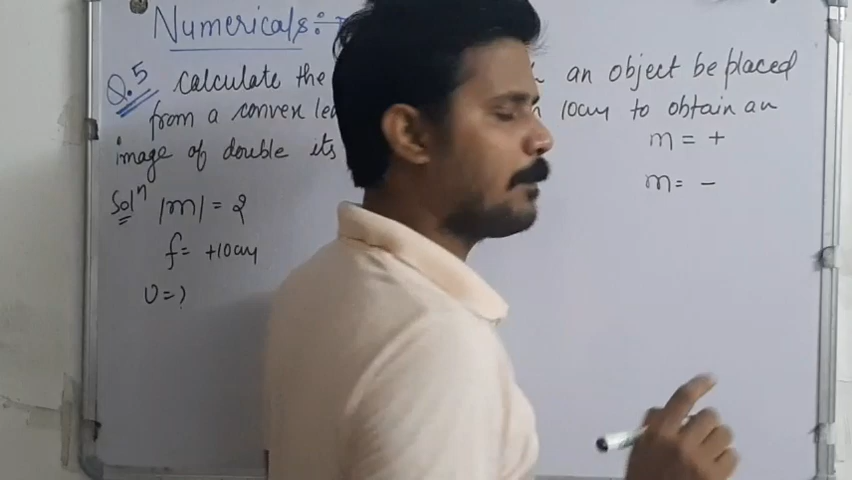 Numericals :-
Q.5 calculate the an object be placed
from a convex 10cm to obtain an
image of double its
m = +
m = -
Solⁿ |m| = 2
f = +10cm
U = ?